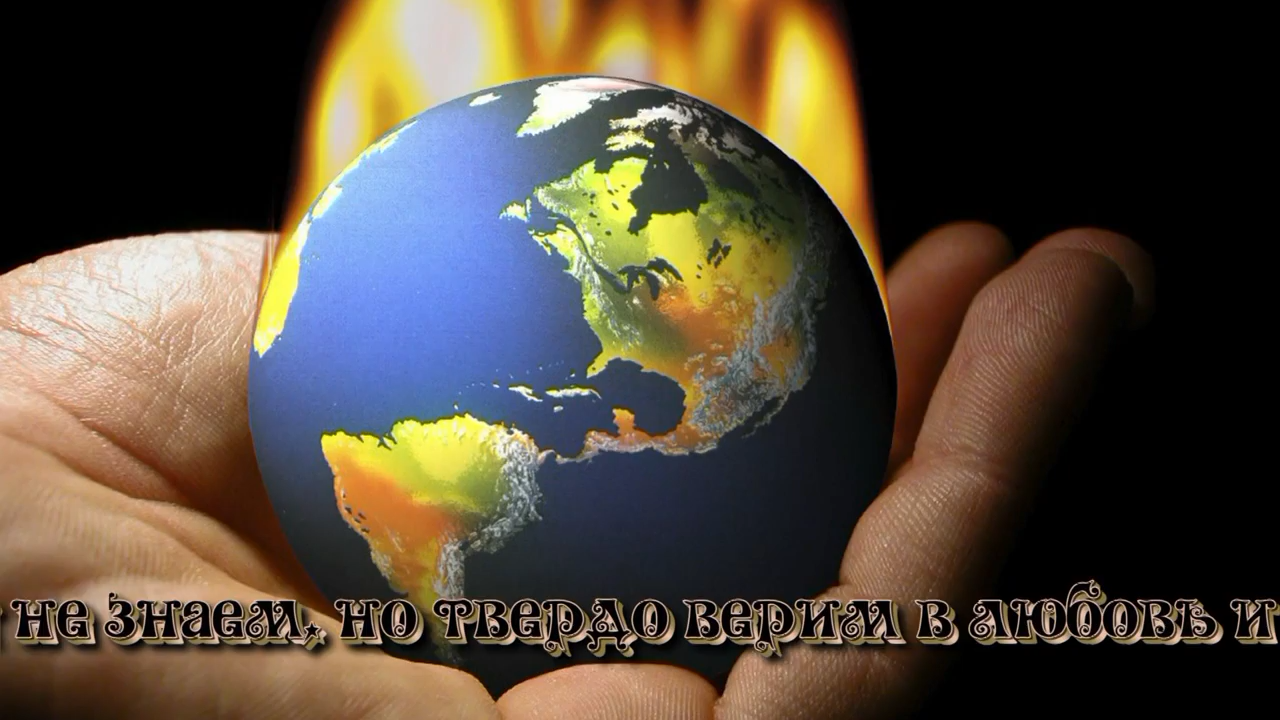 не знаем, но твердо верим в любовь и